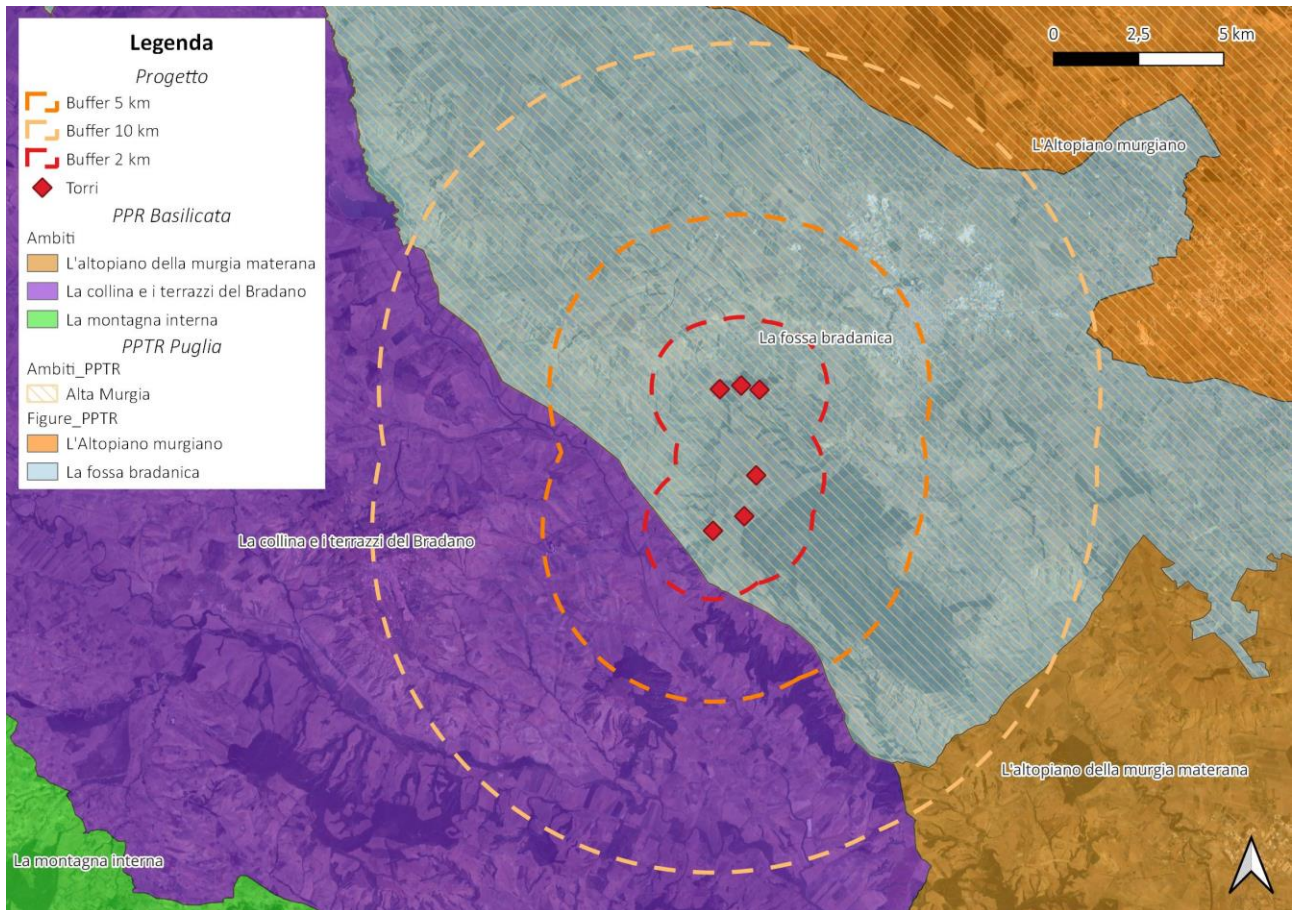 Legenda
Progetto
Buffer 5 km
Buffer 10 km
Buffer 2 km
Torri
PPR Basilicata
Ambiti
L'altopiano della murgia materana
La collina e i terrazzi del Bradano
La montagna interna
PPTR Puglia
Ambiti_PPTR
Alta Murgia
Figure_PPTR
L'Altopiano murgiano
La fossa bradanica
0 2,5 5 km
L'Altopiano murgiano
La fossa bradanica
La collina e i terrazzi del Bradano
L'altopiano della murgia materana
La montagna interna